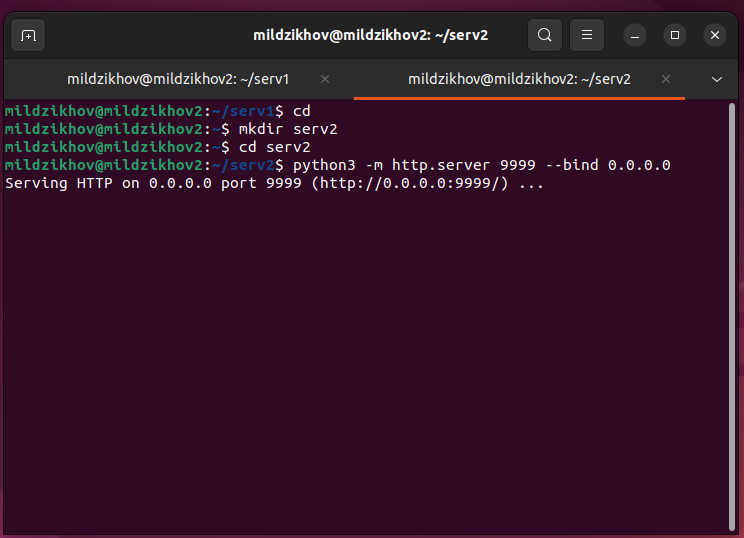 mildzikhov@mildzikhov2: ~/serv2
mildzikhov@mildzikhov2: ~/serv1
mildzikhov@mildzikhov2: ~/serv2
mildzikhov@mildzikhov2:~/serv1$ cd
mildzikhov@mildzikhov2:~$ mkdir serv2
mildzikhov@mildzikhov2:~$ cd serv2
mildzikhov@mildzikhov2:~/serv2$ python3 -m http.server 9999 --bind 0.0.0.0
Serving HTTP on 0.0.0.0 port 9999 (http://0.0.0.0:9999/) ...